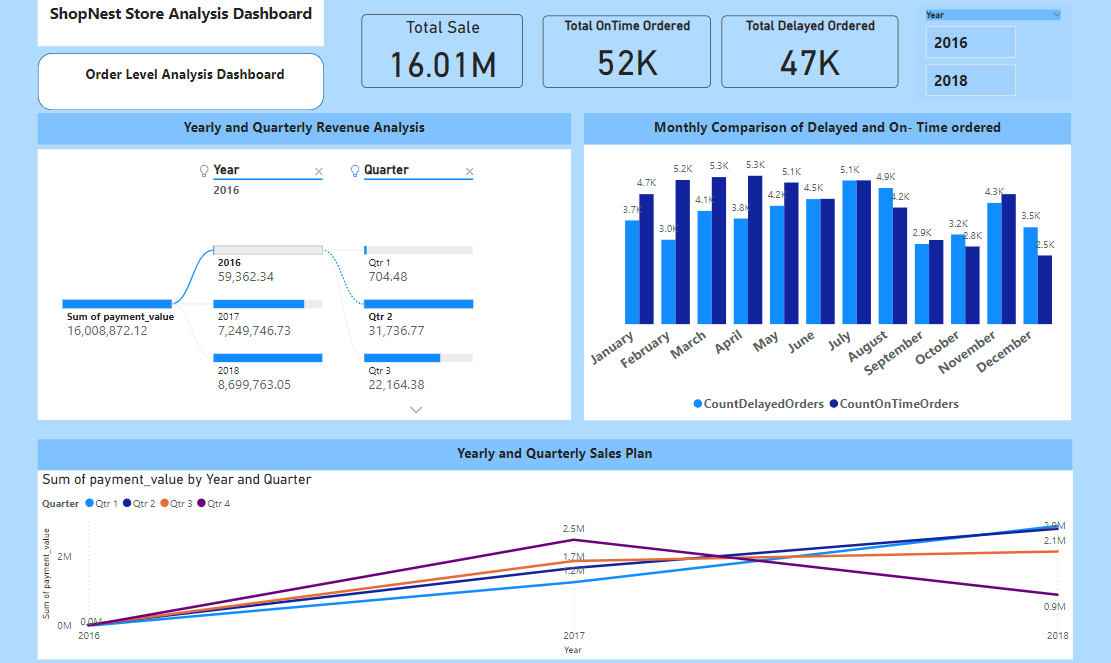 ShopNest Store Analysis Dashboard
Order Level Analysis Dashboard
Total Sale
16.01M
Total OnTime Ordered
52K
Total Delayed Ordered
47K
Year
2016
2018
Yearly and Quarterly Revenue Analysis
Year
2016
Quarter
Sum of payment_value
16,008,872.12
2016
59,362.34
2017
7,249,746.73
2018
8,699,763.05
Qtr 1
704.48
Qtr 2
31,736.77
Qtr 3
22,164.38
Monthly Comparison of Delayed and On- Time ordered
3.7K
4.7K
3.0K
5.2K
4.1K
5.3K
3.8K
5.3K
4.2K
5.1K
4.5K
5.1K
4.9K
4.2K
2.9K
3.2K
2.8K
4.3K
3.5K
2.5K
January
February
March
April
May
June
July
August
September
October
November
December
CountDelayedOrders
CountOnTimeOrders
Yearly and Quarterly Sales Plan
Sum of payment_value by Year and Quarter
Quarter Qtr 1 Qtr 2 Qtr 3 Qtr 4
Sum of payment_value
2M
0M
0.0M
2.5M
1.7M
1.2M
2.1M
0.9M
2016
2017
2018
Year